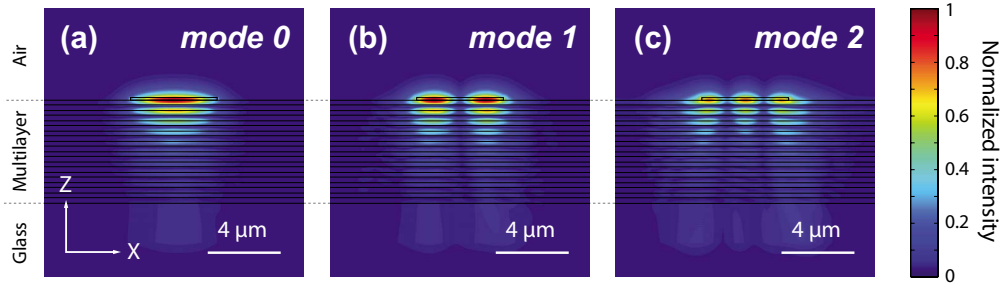 (a) mode 0
(b) mode 1
(c) mode 2
Air
Multilayer
Glass
Z
X
4 μm
4 μm
4 μm
1
0.8
0.6
0.4
0.2
0
Normalized intensity